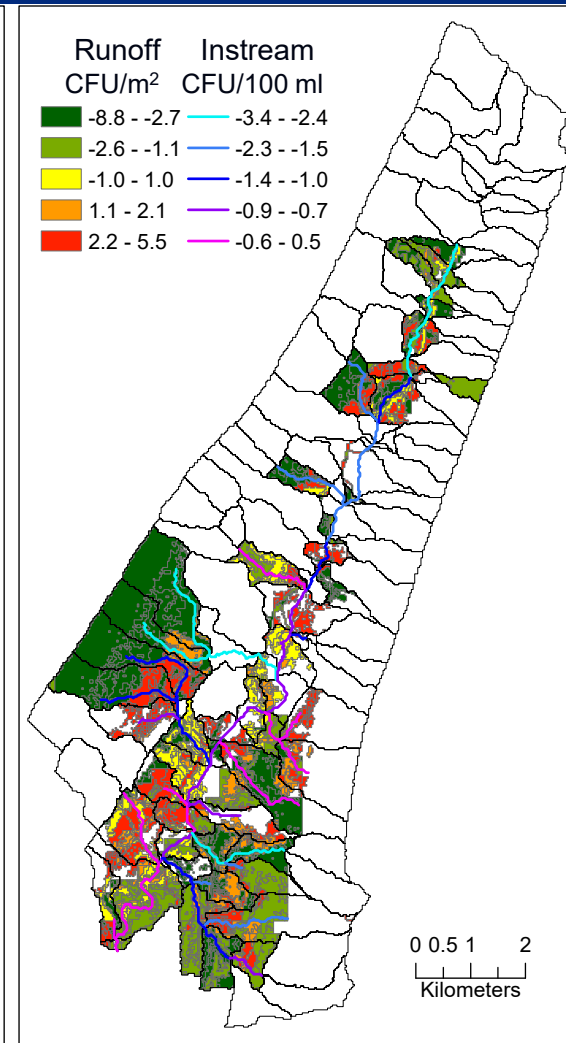 Runoff Instream
CFU/m² CFU/100 ml
-8.8 - -2.7 -3.4 - -2.4
-2.6 - -1.1 -2.3 - -1.5
-1.0 - 1.0 -1.4 - -1.0
1.1 - 2.1 -0.9 - -0.7
2.2 - 5.5 -0.6 - 0.5
0 0.5 1 2
Kilometers